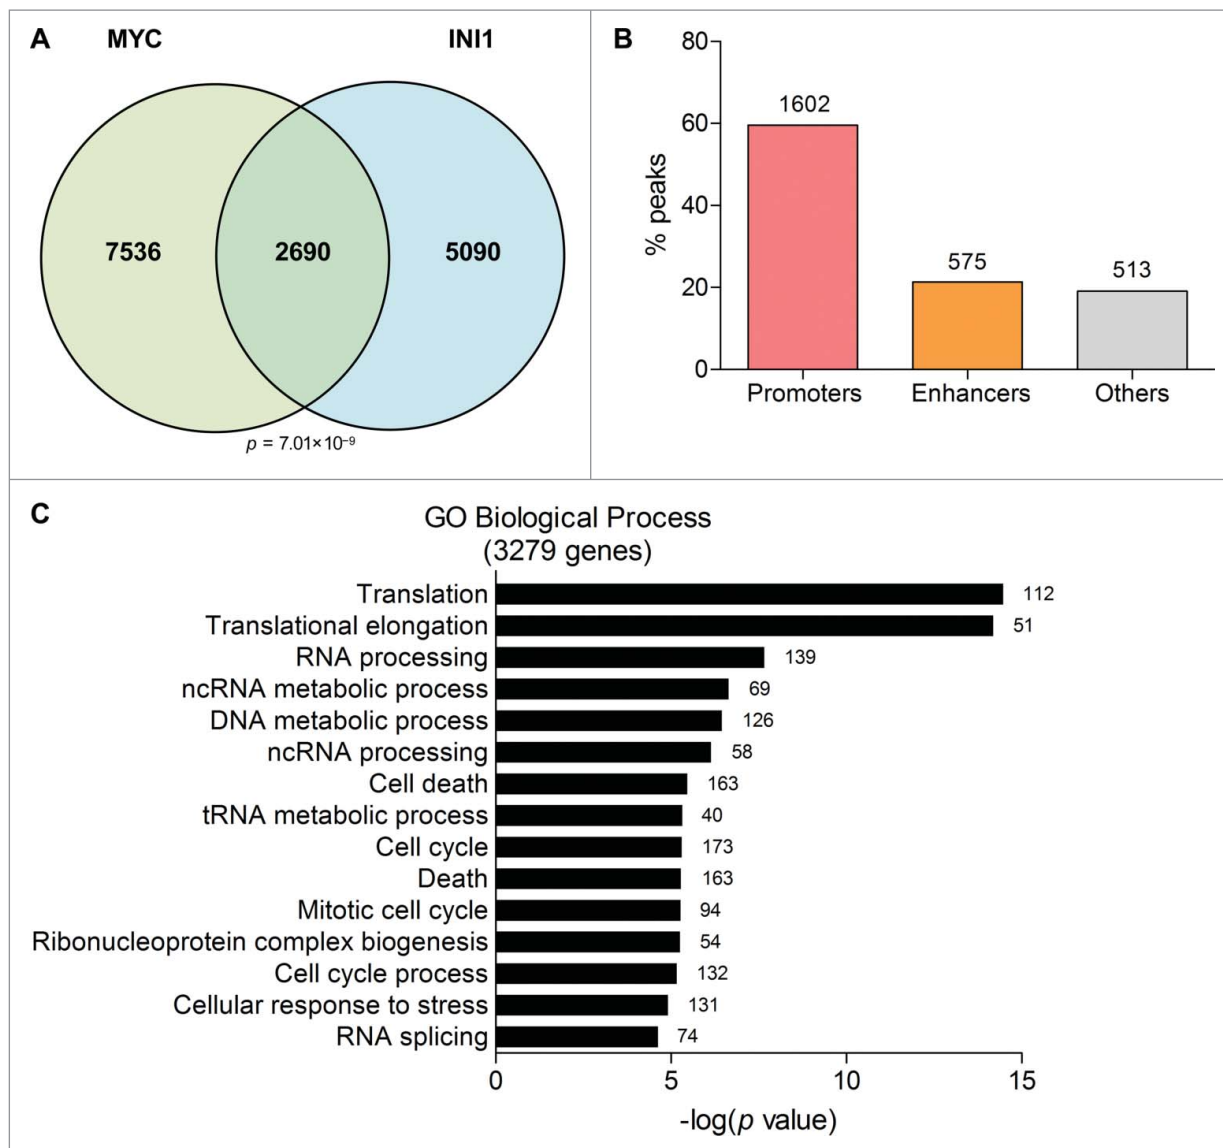 A
MYC
INI1
7536
2690
5090
p = 7.01×10⁻⁹
B
% peaks
80
60
40
20
0
1602
575
513
Promoters
Enhancers
Others
C
GO Biological Process
(3279 genes)
Translation 112
Translational elongation 51
RNA processing 139
ncRNA metabolic process 69
DNA metabolic process 126
ncRNA processing 58
Cell death 163
tRNA metabolic process 40
Cell cycle 173
Death 163
Mitotic cell cycle 94
Ribonucleoprotein complex biogenesis 54
Cell cycle process 132
Cellular response to stress 131
RNA splicing 74
0 5 10 15
-log(p value)